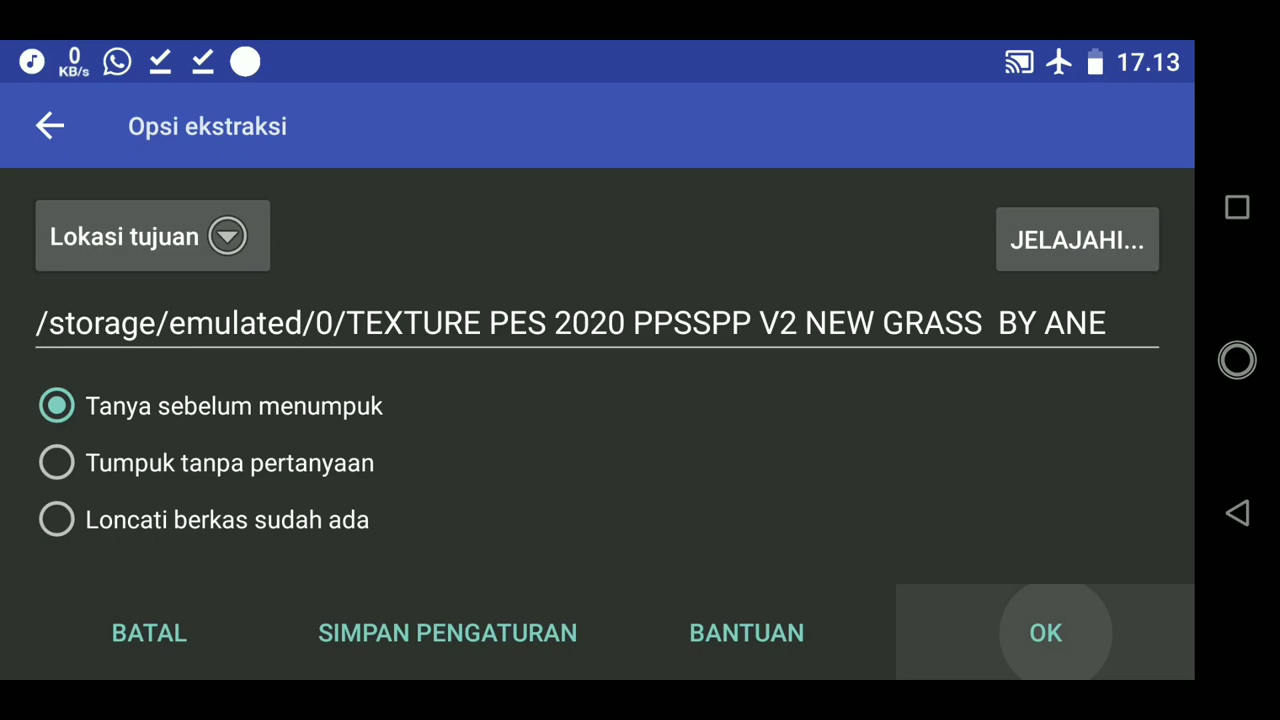 0
KB/s
17.13
Opsi ekstraksi
Lokasi tujuan
JELAJAHI...
/storage/emulated/0/TEXTURE PES 2020 PPSSPP V2 NEW GRASS  BY ANE
Tanya sebelum menumpuk
Tumpuk tanpa pertanyaan
Loncati berkas sudah ada
BATAL
SIMPAN PENGATURAN
BANTUAN
OK